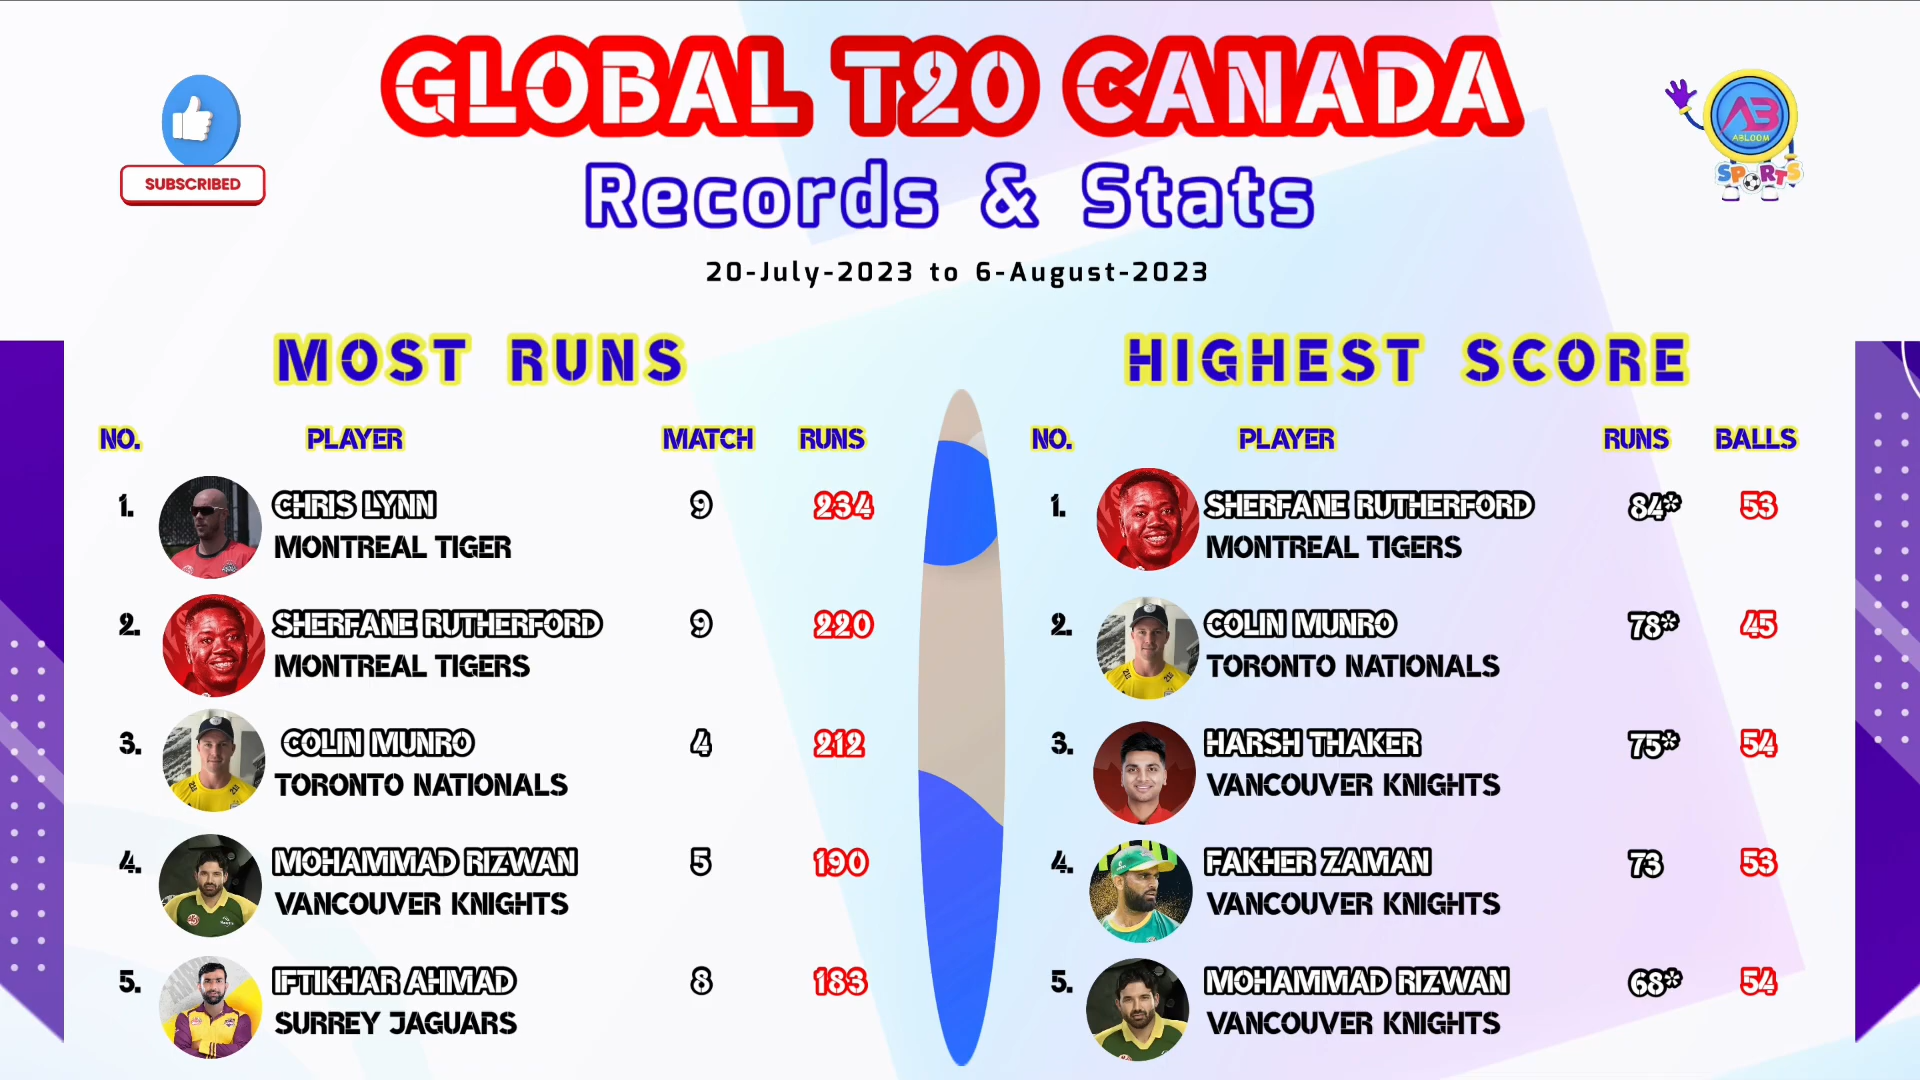 GLOBAL T20 CANADA
Records & Stats
20-July-2023 to 6-August-2023
SUBSCRIBED
AB
ABLOOM
SPORTS
MOST RUNS
NO. PLAYER MATCH RUNS
1. CHRIS LYNN 9 234
MONTREAL TIGER
2. SHERFANE RUTHERFORD 9 220
MONTREAL TIGERS
3. COLIN MUNRO 4 212
TORONTO NATIONALS
4. MOHAMMAD RIZWAN 5 190
VANCOUVER KNIGHTS
5. IFTIKHAR AHMAD 8 183
SURREY JAGUARS
HIGHEST SCORE
NO. PLAYER RUNS BALLS
1. SHERFANE RUTHERFORD 84* 53
MONTREAL TIGERS
2. COLIN MUNRO 78* 45
TORONTO NATIONALS
3. HARSH THAKER 75* 54
VANCOUVER KNIGHTS
4. FAKHER ZAMAN 73 53
VANCOUVER KNIGHTS
5. MOHAMMAD RIZWAN 68* 54
VANCOUVER KNIGHTS